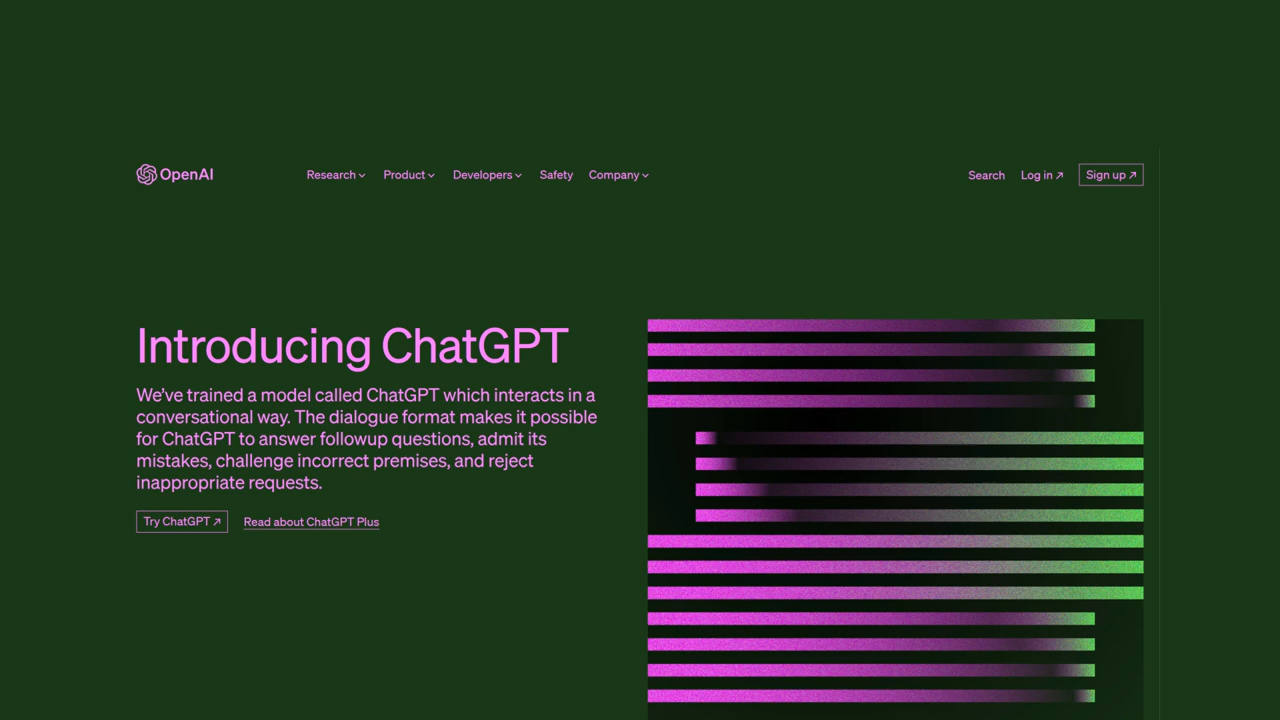 OpenAI
Research Product Developers Safety Company
Search Log in Sign up
Introducing ChatGPT
We’ve trained a model called ChatGPT which interacts in a
conversational way. The dialogue format makes it possible
for ChatGPT to answer followup questions, admit its
mistakes, challenge incorrect premises, and reject
inappropriate requests.
Try ChatGPT Read about ChatGPT Plus